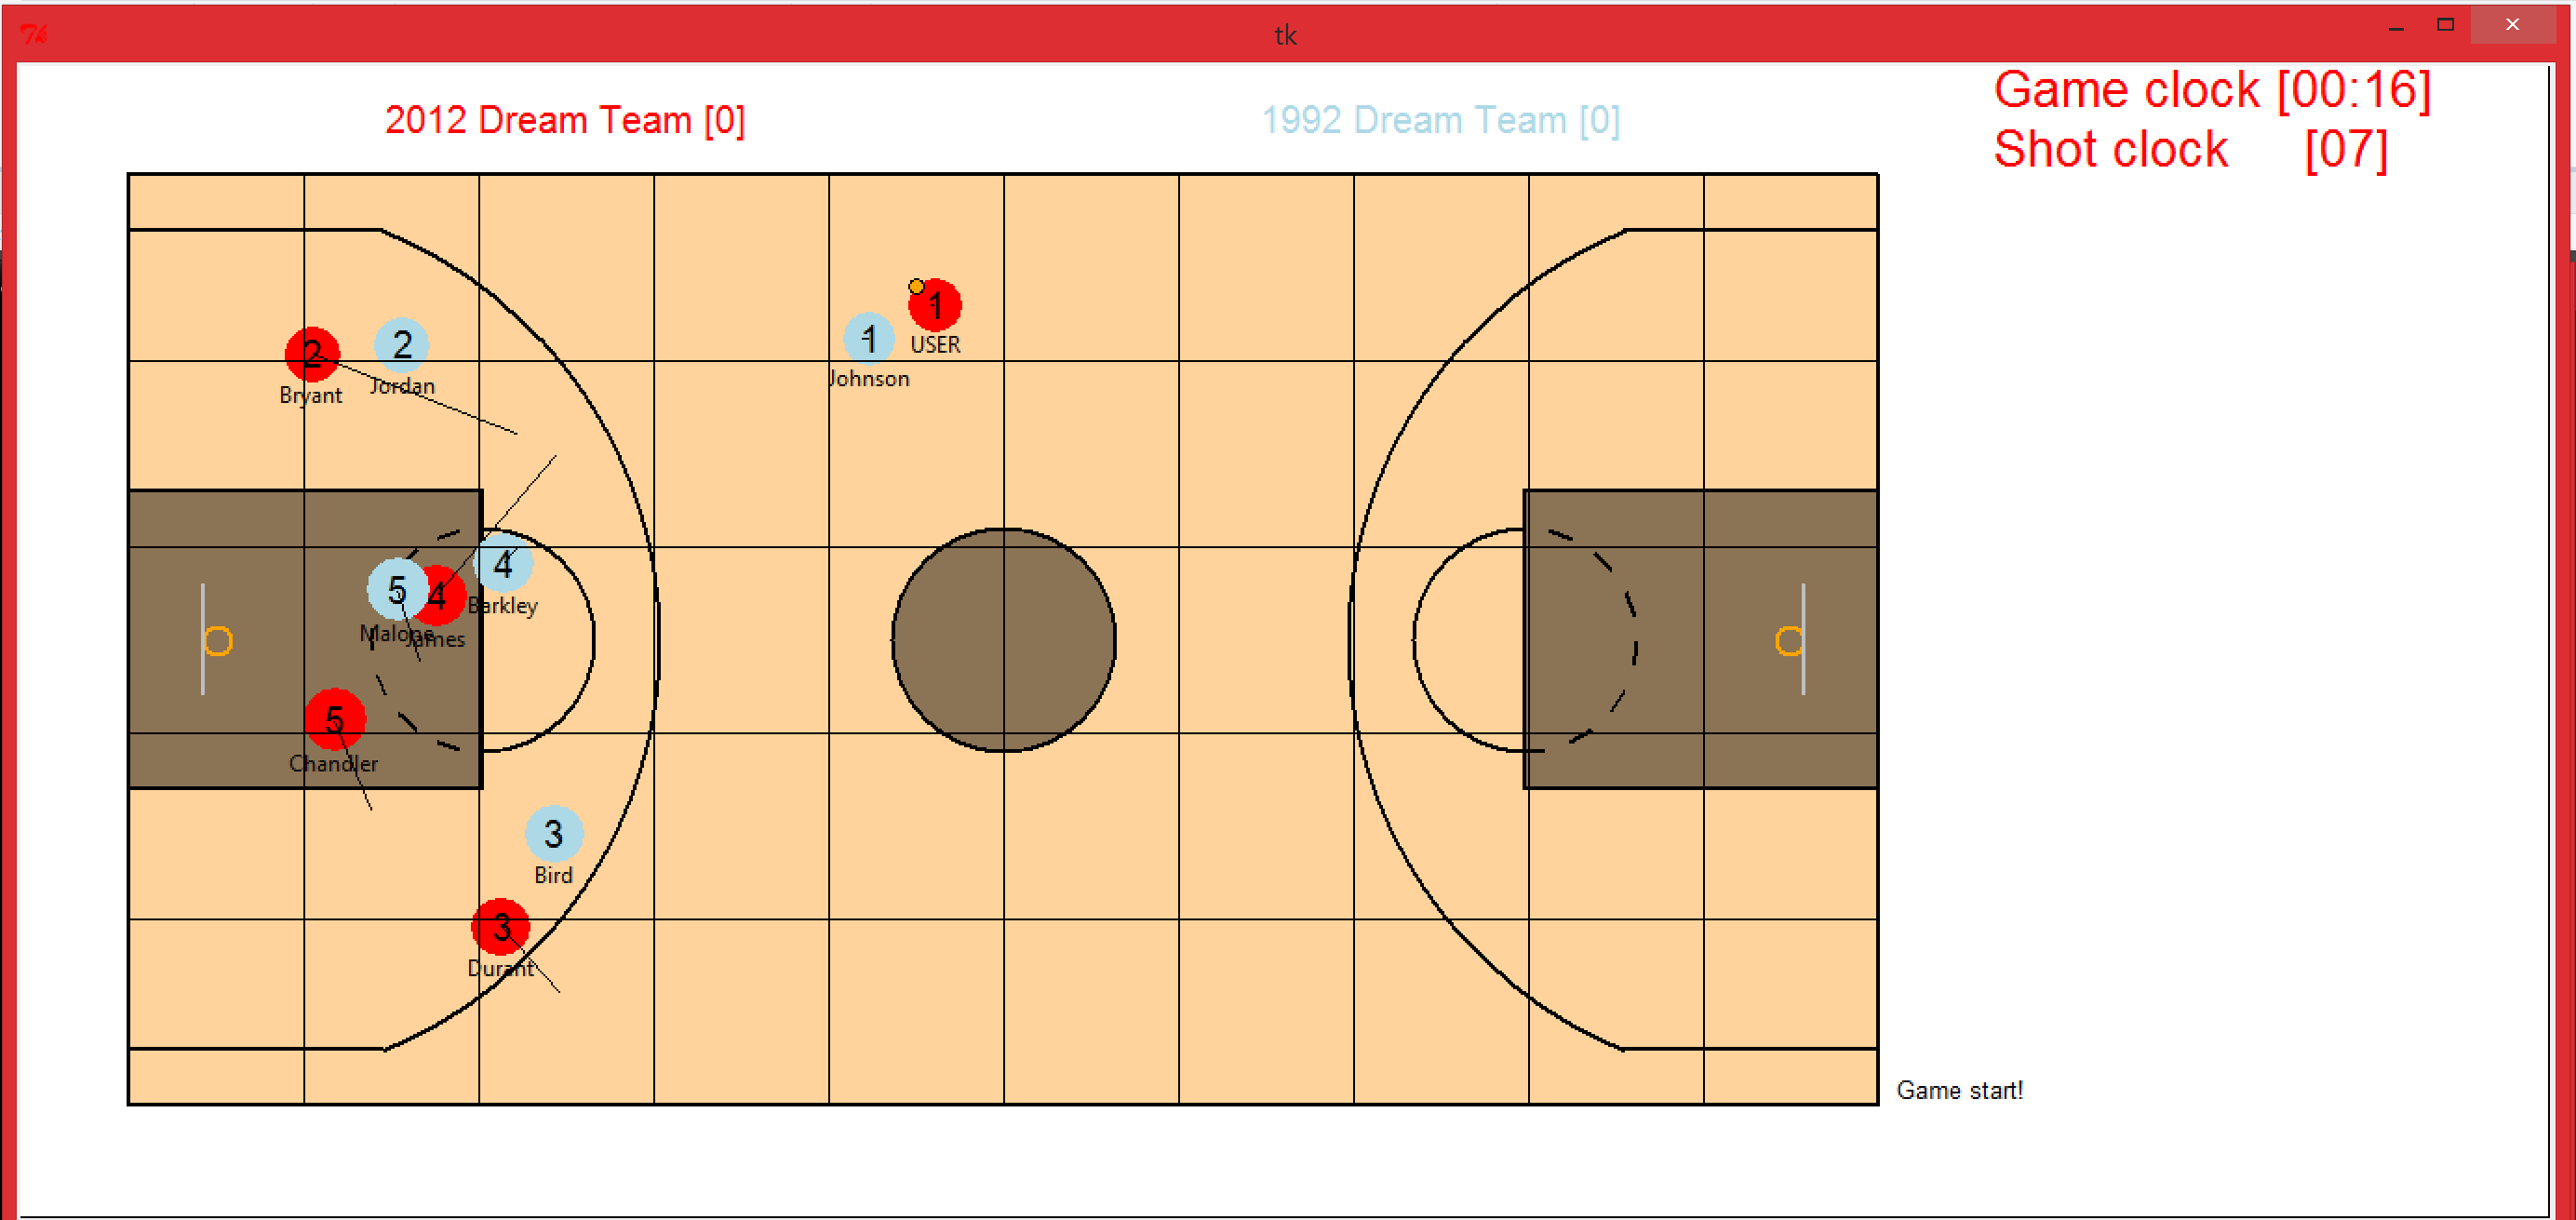 tk
Game clock [00:16]
2012 Dream Team [0] 1992 Dream Team [0]
Shot clock [07]
1
USER
1
Johnson
2
Bryant
2
Jordan
4
Barkley
5
Malone
4
James
5
Chandler
3
Bird
3
Durant
Game start!